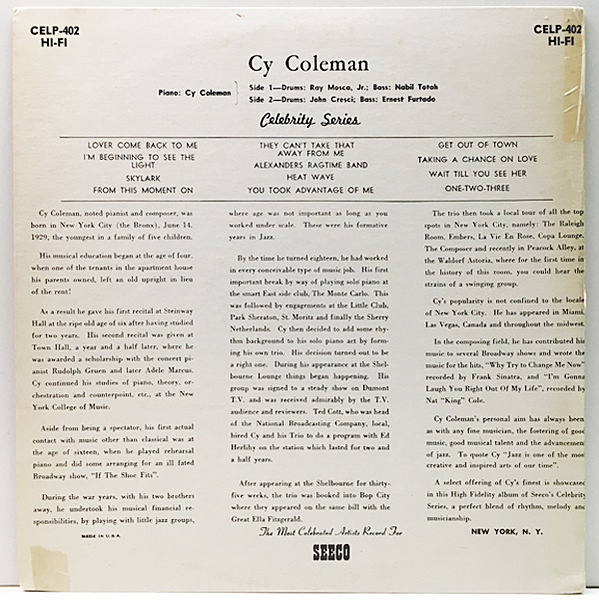 CELP-402
HI-FI
CELP-402
HI-FI
Cy Coleman
Piano: Cy Coleman
Side 1—Drums: Ray Mosca, Jr.; Bass: Nabil Totah
Side 2—Drums: John Cresci; Bass: Ernest Furtado
Celebrity Series
LOVER COME BACK TO ME
I'M BEGINNING TO SEE THE
LIGHT
SKYLARK
FROM THIS MOMENT ON
THEY CAN'T TAKE THAT
AWAY FROM ME
ALEXANDERS RAGTIME BAND
HEAT WAVE
YOU TOOK ADVANTAGE OF ME
GET OUT OF TOWN
TAKING A CHANCE ON LOVE
WAIT TILL YOU SEE HER
ONE-TWO-THREE
Cy Coleman, noted pianist and composer, was
born in New York City (the Bronx), June 14,
1929, the youngest in a family of five children.
His musical education began at the age of four,
when one of the tenants in the apartment house
his parents owned, left an old upright in lieu
of the rent!
As a result he gave his first recital at Steinway
Hall at the ripe old age of six after having studied
for two years. His second recital was given at
Town Hall, a year and a half later, where he
was awarded a scholarship with the concert pi-
anist Rudolph Gruen and later Adele Marcus.
Cy continued his studies of piano, theory, or-
chestration and counterpoint, etc., at the New
York College of Music.
Aside from being a spectator, his first actual
contact with music other than classical was at
the age of sixteen, when he played rehearsal
piano and did some arranging for an ill fated
Broadway show, "If The Shoe Fits".
During the war years, with his two brothers
away, he undertook his musical financial re-
sponsibilities, by playing with little jazz groups,
MADE IN U.S.A.
where age was not important as long as you
worked under scale. These were his formative
years in Jazz.
By the time he turned eighteen, he had worked
in every conceivable type of music job. His first
important break by way of playing solo piano at
the smart East side club, The Monte Carlo. This
was followed by engagements at the Little Club,
Park Sheraton, St. Moritz and finally the Sherry
Netherlands. Cy then decided to add some rhy-
thm background to his solo piano act by form-
ing his own trio. His decision turned out to be
a right one. During his appearance at the Shel-
bourne Lounge things began happening. His
group was signed to a steady show on Dumont
T.V. and was received admirably by the T.V.
audience and reviewers. Ted Cott, who was head
of the National Broadcasting Company, local,
hired Cy and his Trio to do a program with Ed
Herlihy on the station which lasted for two and
a half years.
After appearing at the Shelbourne for thirty-
five weeks, the trio was booked into Bop City
where they appeared on the same bill with the
Great Ella Fitzgerald.
The trio then took a local tour of all the top
spots in New York City, namely: The Raleigh
Room, Embers, La Vie En Rose, Copa Lounge,
The Composer and recently in Peacock Alley, at
the Waldorf Astoria, where for the first time in
the history of this room, you could hear the
strains of a swinging group.
Cy's popularity is not confined to the locale
of New York City. He has appeared in Miami,
Las Vegas, Canada and throughout the midwest.
In the composing field, he has contributed his
music to several Broadway shows and wrote the
music for the hits, "Why Try to Change Me Now"
recorded by Frank Sinatra, and "I'm Gonna
Laugh You Right Out Of My Life", recorded by
Nat "King" Cole.
Cy Coleman's personal aim has always been
as with any fine musician, the fostering of good
music, good musical talent and the advancement
of jazz. To quote Cy "Jazz is one of the most
creative and inspired arts of our time".
A select offering of Cy's finest is showcased
in this High Fidelity album of Seeco's Celebrity
Series, a perfect blend of rhythm, melody and
musicianship.
NEW YORK, N. Y.
The Most Celebrated Artists Record For
SEECO